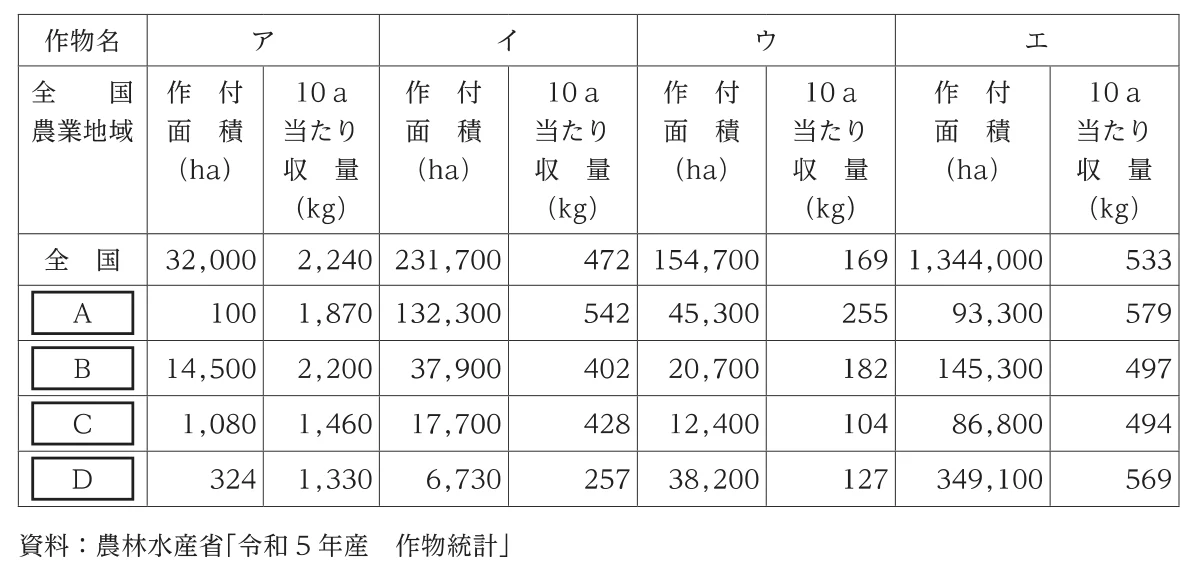 作物名 ア イ ウ エ
全国農業地域 作付面積(ha) 10a当たり収量(kg) 作付面積(ha) 10a当たり収量(kg) 作付面積(ha) 10a当たり収量(kg) 作付面積(ha) 10a当たり収量(kg)
全国 32,000 2,240 231,700 472 154,700 169 1,344,000 533
A 100 1,870 132,300 542 45,300 255 93,300 579
B 14,500 2,200 37,900 402 20,700 182 145,300 497
C 1,080 1,460 17,700 428 12,400 104 86,800 494
D 324 1,330 6,730 257 38,200 127 349,100 569
資料：農林水産省「令和5年産 作物統計」